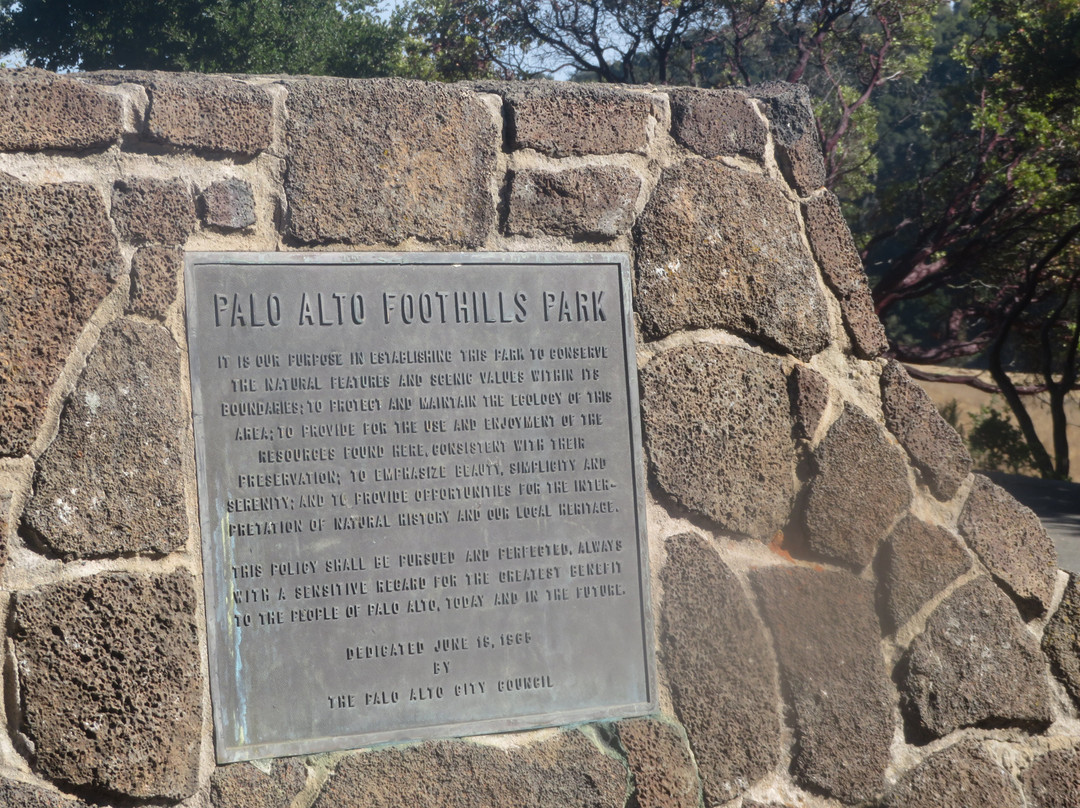 PALO ALTO FOOTHILLS PARK
IT IS OUR PURPOSE IN ESTABLISHING THIS PARK TO CONSERVE
THE NATURAL FEATURES AND SCENIC VALUES WITHIN ITS
BOUNDARIES; TO PROTECT AND MAINTAIN THE ECOLOGY OF THIS
AREA; TO PROVIDE FOR THE USE AND ENJOYMENT OF THE
RESOURCES FOUND HERE, CONSISTENT WITH THEIR
PRESERVATION; TO EMPHASIZE BEAUTY, SIMPLICITY AND
SERENITY; AND TO PROVIDE OPPORTUNITIES FOR THE INTER-
PRETATION OF NATURAL HISTORY AND OUR LOCAL HERITAGE.
THIS POLICY SHALL BE PURSUED AND PERFECTED, ALWAYS
WITH A SENSITIVE REGARD FOR THE GREATEST BENEFIT
TO THE PEOPLE OF PALO ALTO, TODAY AND IN THE FUTURE.
DEDICATED JUNE 19, 1965
BY
THE PALO ALTO CITY COUNCIL